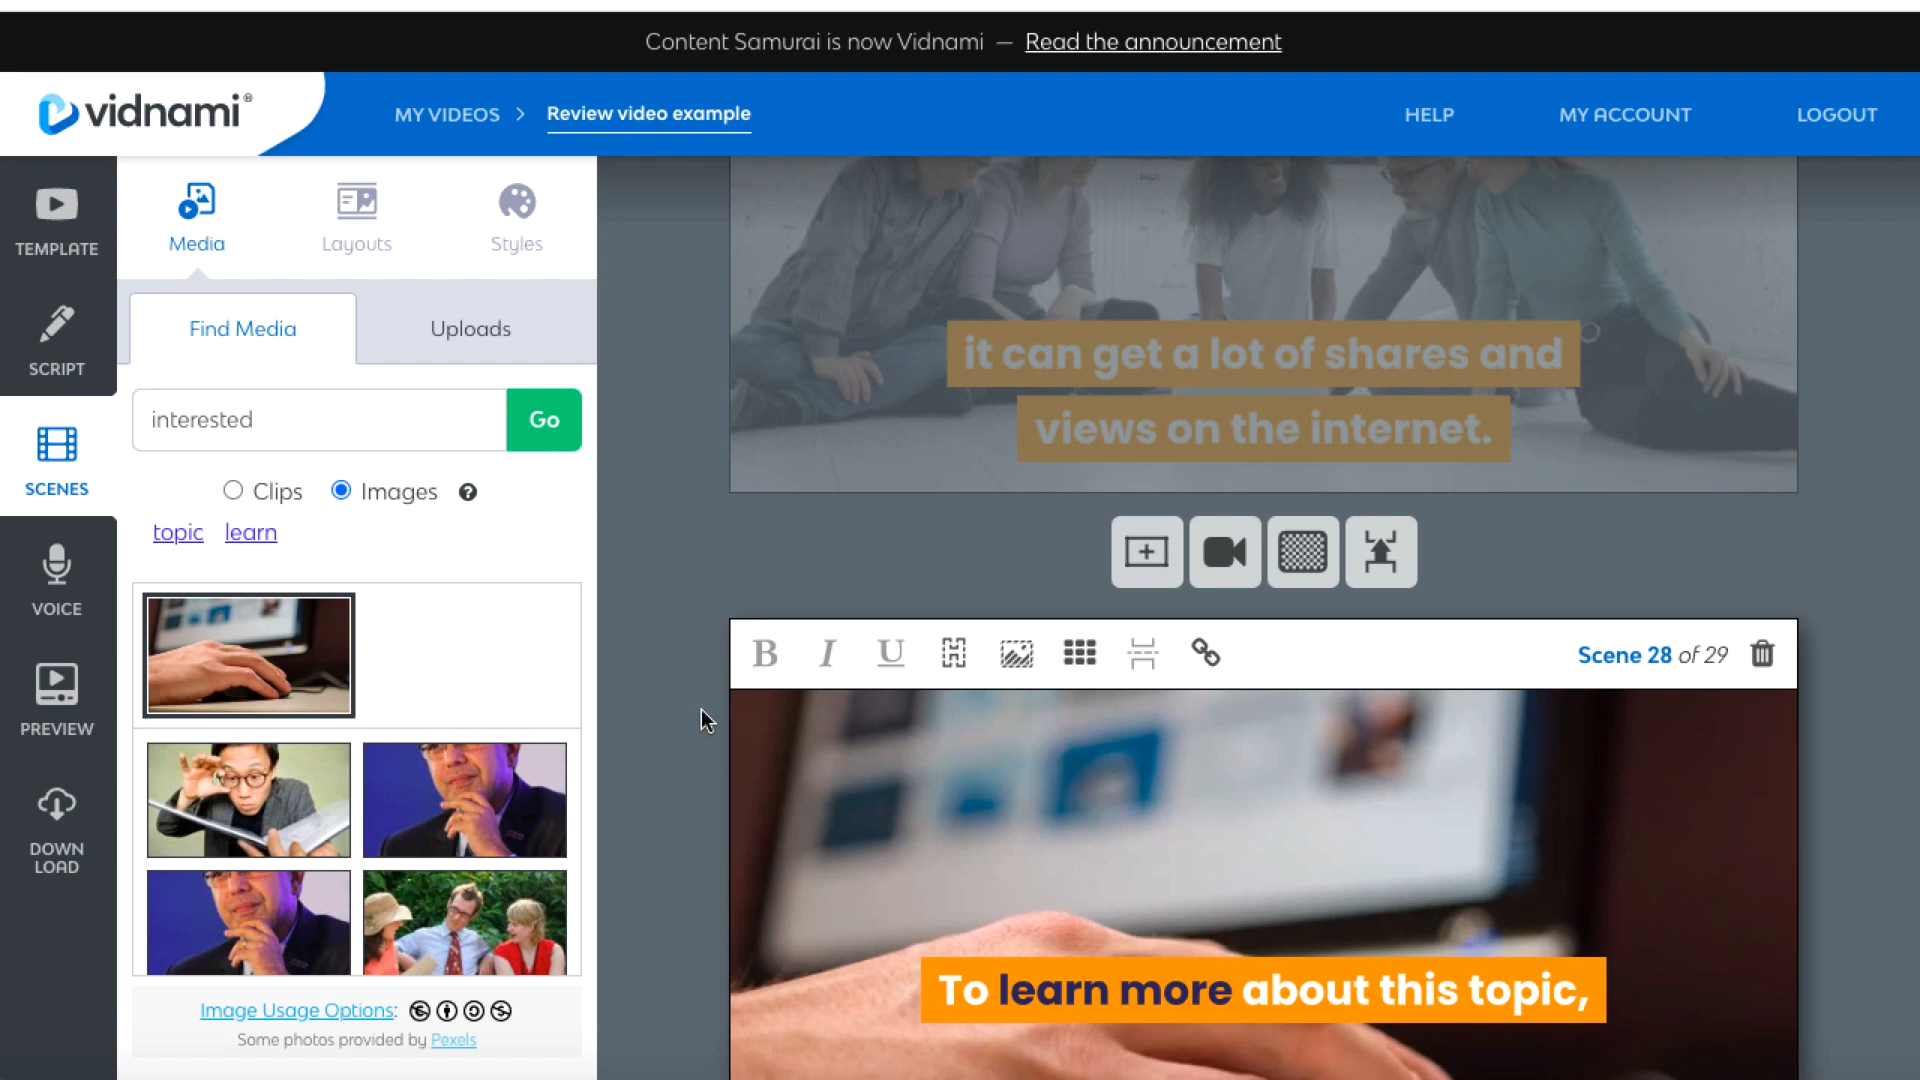 Content Samurai is now Vidnami — Read the announcement
vidnami®
MY VIDEOS > Review video example
HELP
MY ACCOUNT
LOGOUT
TEMPLATE
SCRIPT
SCENES
VOICE
PREVIEW
DOWN
LOAD
Media
Layouts
Styles
Find Media
Uploads
interested
Go
Clips
Images
topic
learn
Image Usage Options:
Some photos provided by Pexels
it can get a lot of shares and
views on the internet.
B I U
Scene 28 of 29
To learn more about this topic,